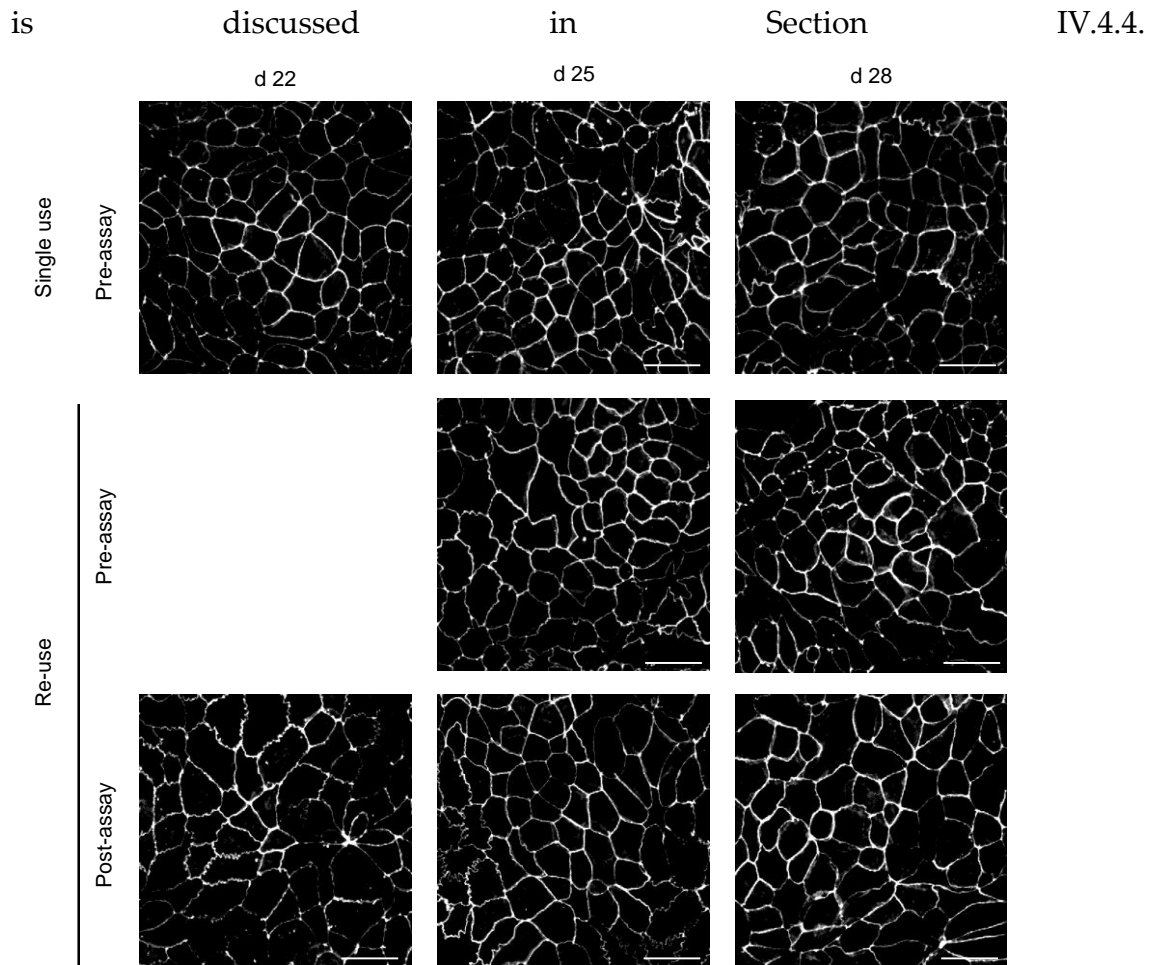 is discussed in Section IV.4.4.
d 22 d 25 d 28
Single use
Pre-assay
Re-use
Pre-assay
Post-assay